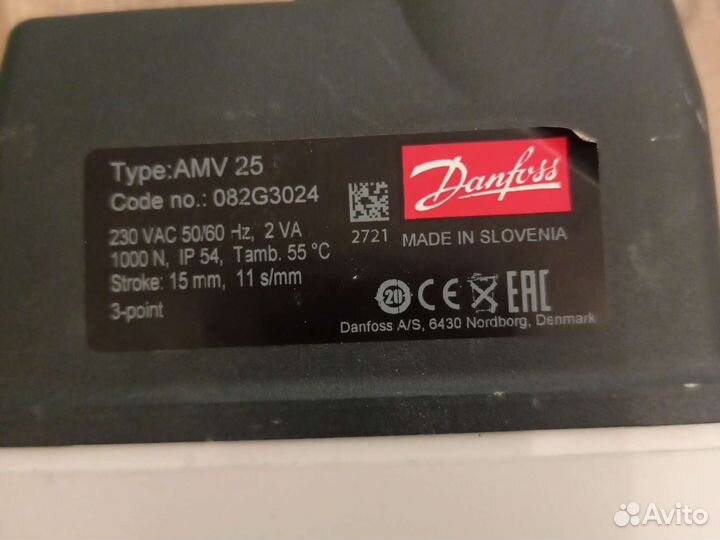 Type:AMV 25
Code no.: 082G3024
230 VAC 50/60 Hz, 2 VA
1000 N, IP 54, Tamb. 55 °C
Stroke: 15 mm, 11 s/mm
3-point
2721
Danfoss
MADE IN SLOVENIA
20 CE EAC
Danfoss A/S, 6430 Nordborg, Denmark
Avito